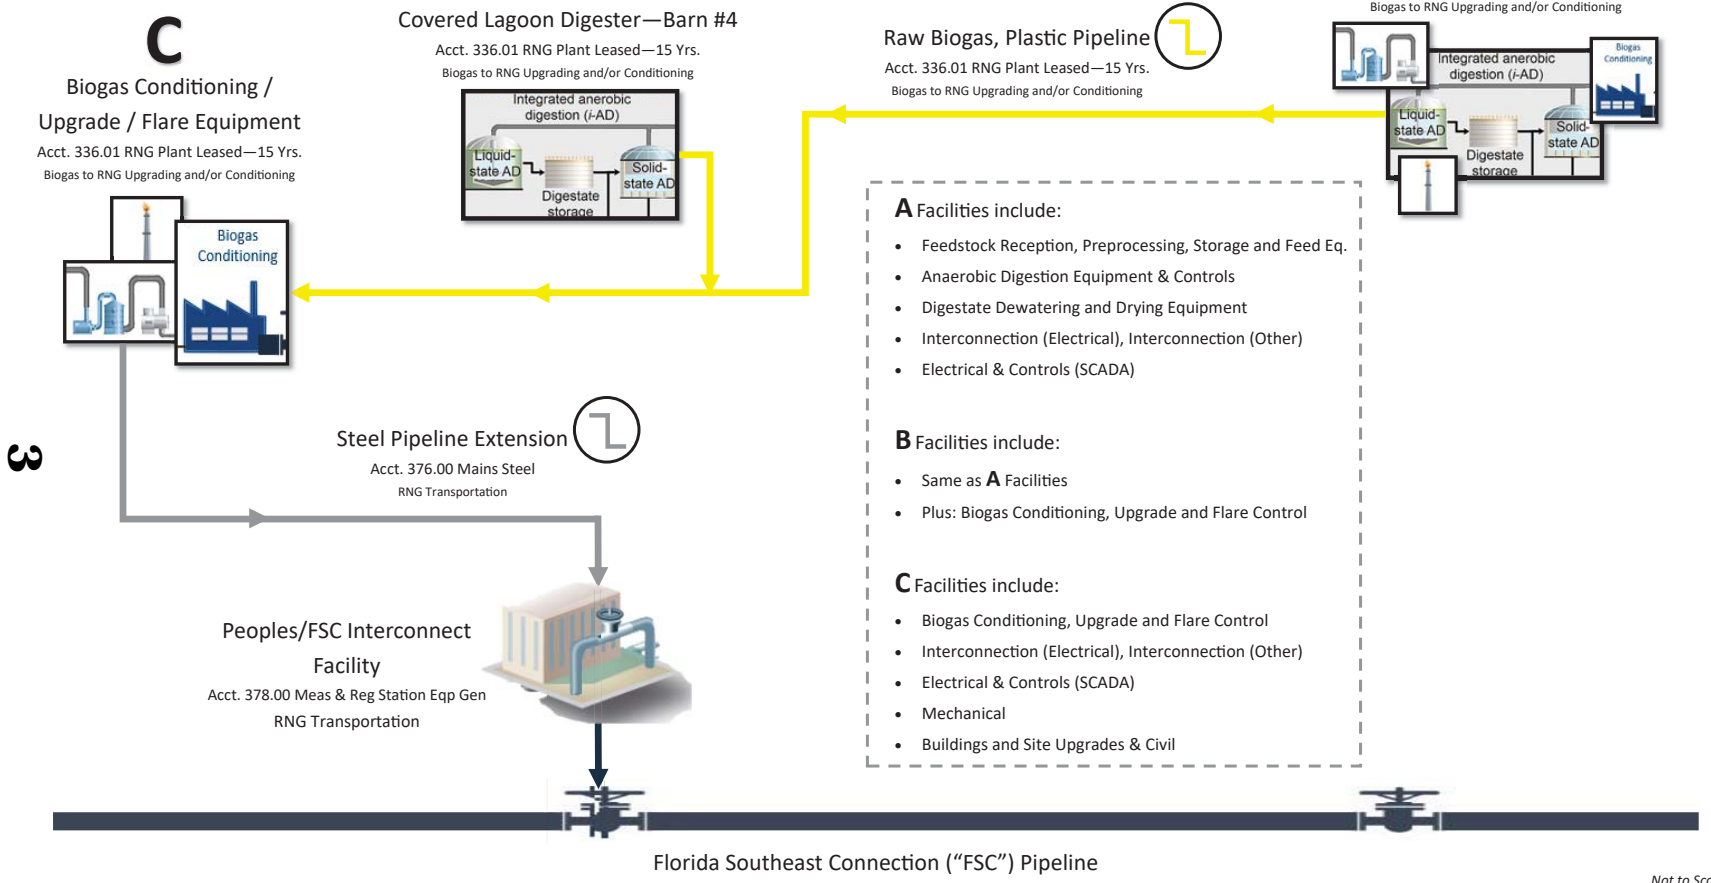 C
Biogas Conditioning /
Upgrade / Flare Equipment
Acct. 336.01 RNG Plant Leased—15 Yrs.
Biogas to RNG Upgrading and/or Conditioning
Biogas
Conditioning
Covered Lagoon Digester—Barn #4
Acct. 336.01 RNG Plant Leased—15 Yrs.
Biogas to RNG Upgrading and/or Conditioning
Integrated anerobic
digestion (i-AD)
Liquid-
state AD
Solid-
state AD
Digestate
storage
Raw Biogas, Plastic Pipeline
Acct. 336.01 RNG Plant Leased—15 Yrs.
Biogas to RNG Upgrading and/or Conditioning
Biogas to RNG Upgrading and/or Conditioning
Integrated anerobic
digestion (i-AD)
Biogas
Conditioning
Liquid-
state AD
Solid-
state AD
Digestate
storage
A Facilities include:
• Feedstock Reception, Preprocessing, Storage and Feed Eq.
• Anaerobic Digestion Equipment & Controls
• Digestate Dewatering and Drying Equipment
• Interconnection (Electrical), Interconnection (Other)
• Electrical & Controls (SCADA)
B Facilities include:
• Same as A Facilities
• Plus: Biogas Conditioning, Upgrade and Flare Control
C Facilities include:
• Biogas Conditioning, Upgrade and Flare Control
• Interconnection (Electrical), Interconnection (Other)
• Electrical & Controls (SCADA)
• Mechanical
• Buildings and Site Upgrades & Civil
3
Steel Pipeline Extension
Acct. 376.00 Mains Steel
RNG Transportation
Peoples/FSC Interconnect
Facility
Acct. 378.00 Meas & Reg Station Eqp Gen
RNG Transportation
Florida Southeast Connection (“FSC”) Pipeline
Not to